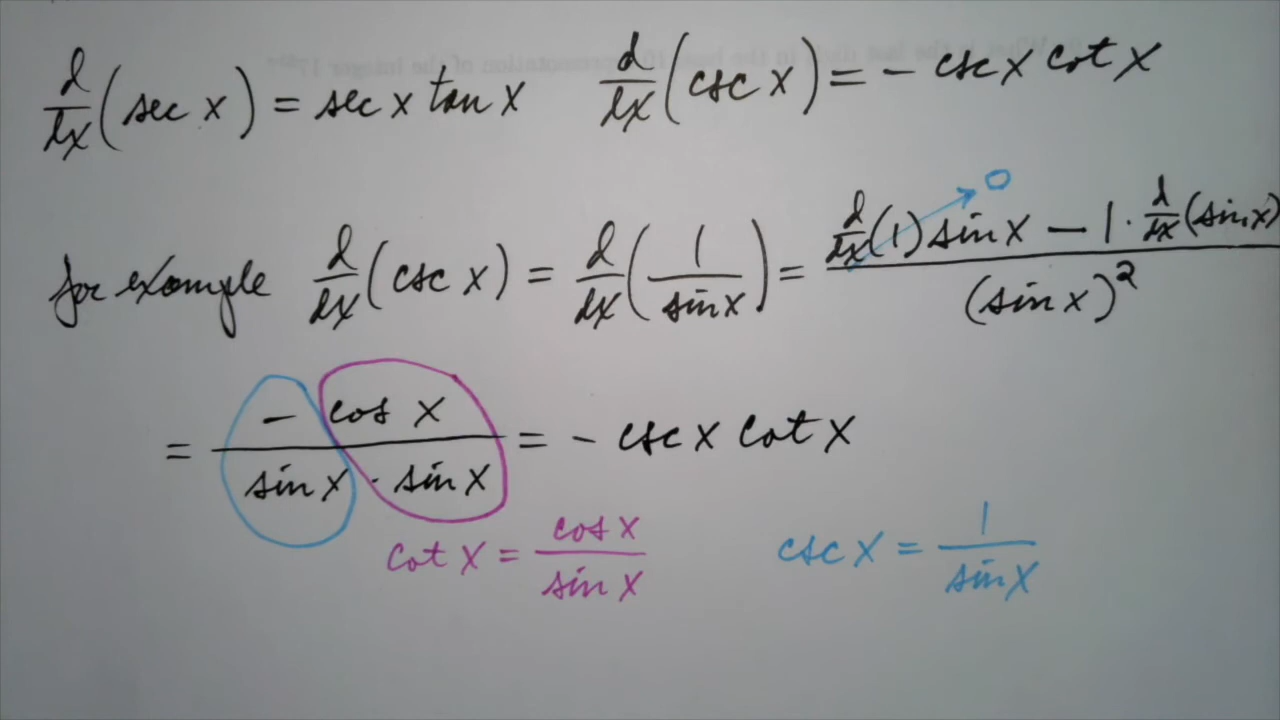 d/dx (sec x) = sec x tan x    d/dx (csc x) = - csc x cot x
for example d/dx (csc x) = d/dx (1/sin x) = (d/dx (1) sin x - 1 · d/dx (sin x)) / (sin x)²
0
= - cos x / (sin x · sin x) = - csc x cot x
cot x = cos x / sin x    csc x = 1 / sin x